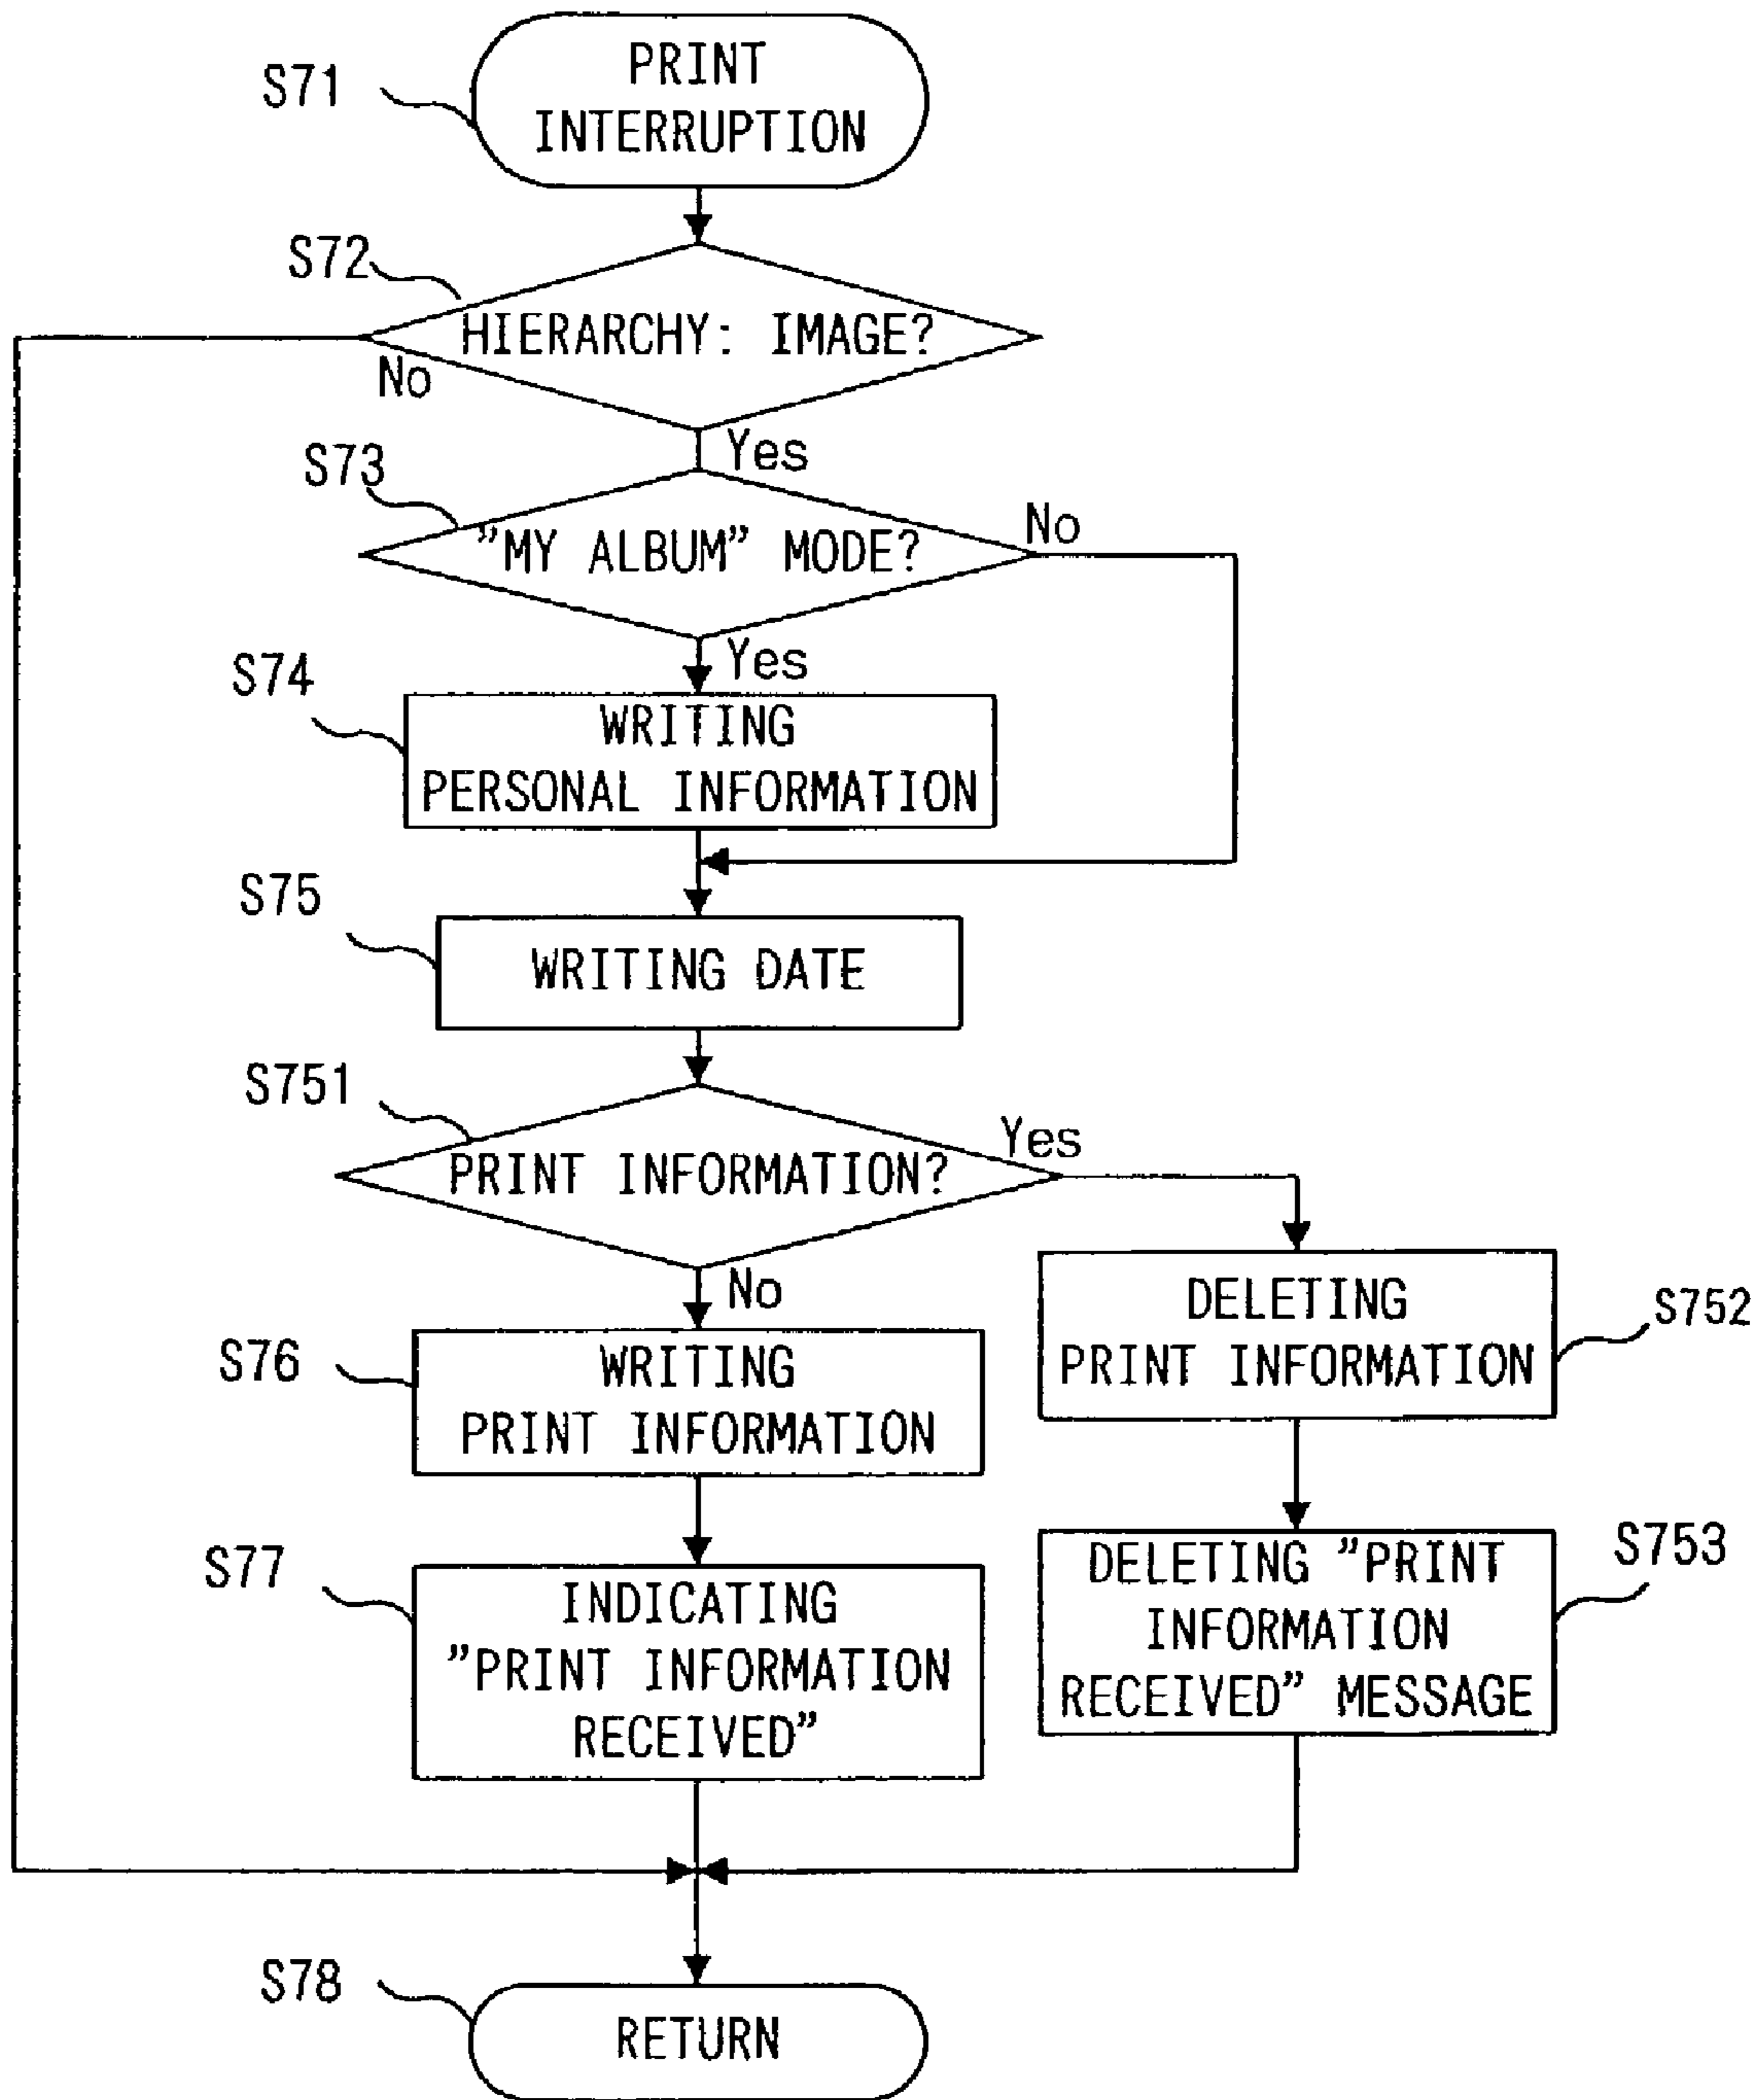 S71
PRINT
INTERRUPTION
S72
HIERARCHY: IMAGE?
No
Yes
S73
”MY ALBUM” MODE?
No
Yes
S74
WRITING
PERSONAL INFORMATION
S75
WRITING DATE
S751
PRINT INFORMATION?
Yes
No
S76
WRITING
PRINT INFORMATION
DELETING
PRINT INFORMATION
S752
S77
INDICATING
”PRINT INFORMATION
RECEIVED”
DELETING ”PRINT
INFORMATION
RECEIVED” MESSAGE
S753
S78
RETURN